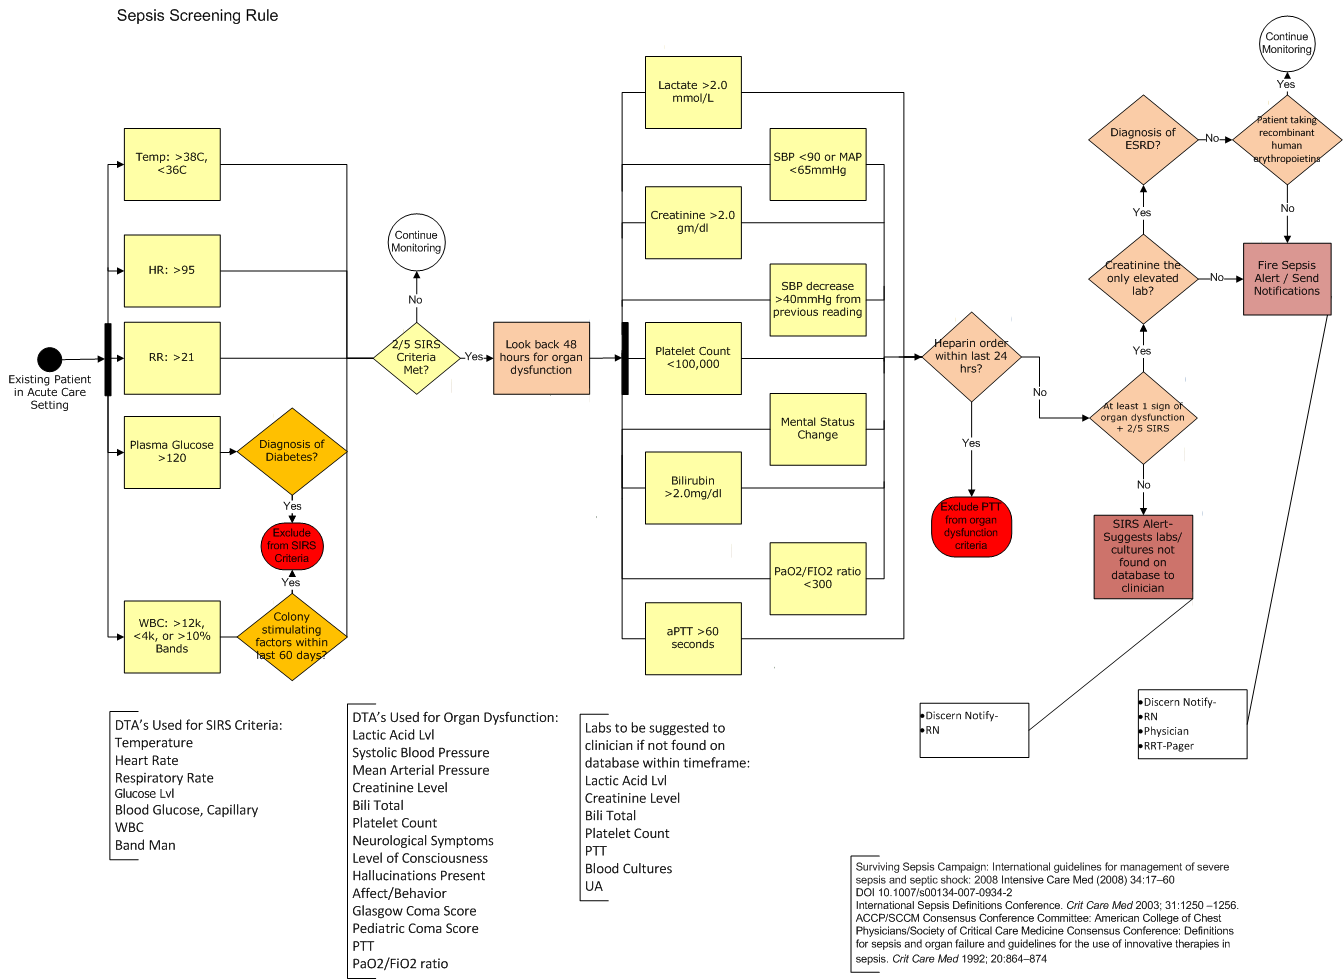 Sepsis Screening Rule
Existing Patient
in Acute Care
Setting
Temp: >38C,
<36C
HR: >95
RR: >21
Plasma Glucose
>120
WBC: >12k,
<4k, or >10%
Bands
Diagnosis of
Diabetes?
Yes
Exclude
from SIRS
Criteria
Yes
Colony
stimulating
factors within
last 60 days?
Continue
Monitoring
No
2/5 SIRS
Criteria
Met?
Yes
Look back 48
hours for organ
dysfunction
Lactate >2.0
mmol/L
SBP <90 or MAP
<65mmHg
Creatinine >2.0
gm/dl
SBP decrease
>40mmHg from
previous reading
Platelet Count
<100,000
Mental Status
Change
Bilirubin
>2.0mg/dl
PaO2/FIO2 ratio
<300
aPTT >60
seconds
Heparin order
within last 24
hrs?
Yes
Exclude PTT
from organ
dysfunction
criteria
No
At least 1 sign of
organ dysfunction
+ 2/5 SIRS
No
SIRS Alert-
Suggests labs/
cultures not
found on
database to
clinician
Yes
Creatinine the
only elevated
lab?
No
Yes
Diagnosis of
ESRD?
No
Patient taking
recombinant
human
erythropoietins
Yes
Continue
Monitoring
No
Fire Sepsis
Alert / Send
Notifications
•Discern Notify-
•RN
•Discern Notify-
•RN
•Physician
•RRT-Pager
DTA's Used for SIRS Criteria:
Temperature
Heart Rate
Respiratory Rate
Glucose Lvl
Blood Glucose, Capillary
WBC
Band Man
DTA's Used for Organ Dysfunction:
Lactic Acid Lvl
Systolic Blood Pressure
Mean Arterial Pressure
Creatinine Level
Bili Total
Platelet Count
Neurological Symptoms
Level of Consciousness
Hallucinations Present
Affect/Behavior
Glasgow Coma Score
Pediatric Coma Score
PTT
PaO2/FiO2 ratio
Labs to be suggested to
clinician if not found on
database within timeframe:
Lactic Acid Lvl
Creatinine Level
Bili Total
Platelet Count
PTT
Blood Cultures
UA
Surviving Sepsis Campaign: International guidelines for management of severe
sepsis and septic shock: 2008 Intensive Care Med (2008) 34:17–60
DOI 10.1007/s00134-007-0934-2
International Sepsis Definitions Conference. Crit Care Med 2003; 31:1250 –1256.
ACCP/SCCM Consensus Conference Committee: American College of Chest
Physicians/Society of Critical Care Medicine Consensus Conference: Definitions
for sepsis and organ failure and guidelines for the use of innovative therapies in
sepsis. Crit Care Med 1992; 20:864–874